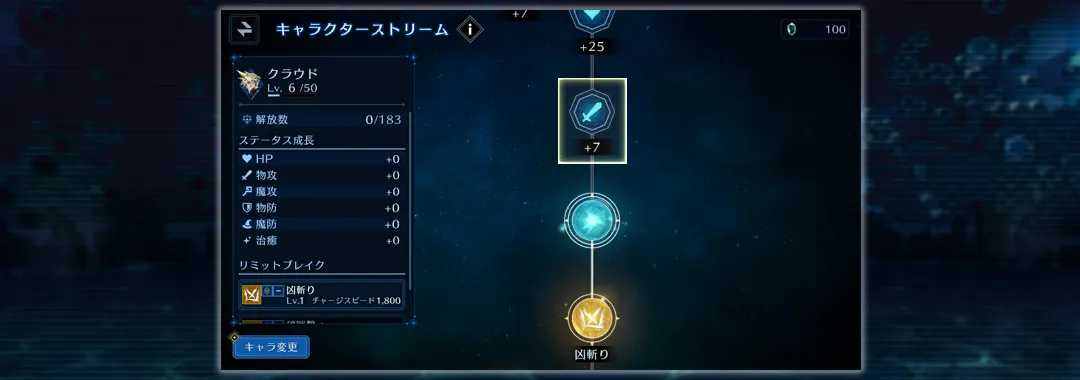 キャラクターストリーム
i
100
クラウド
Lv. 6 /50
解放数 0/183
ステータス成長
HP +0
物攻 +0
魔攻 +0
物防 +0
魔防 +0
治癒 +0
リミットブレイク
凶斬り
Lv.1 チャージスピード1,800
キャラ変更
+7
+25
+7
凶斬り